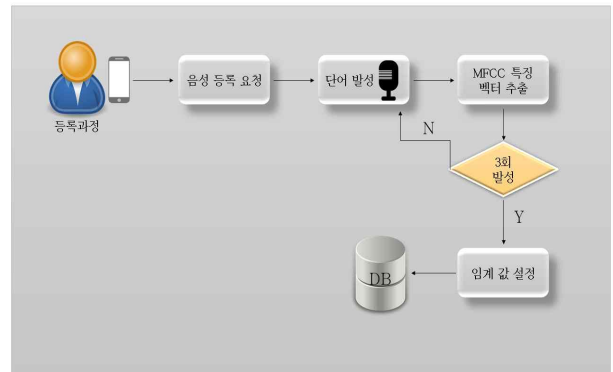 등록과정
음성 등록 요청
단어 발성
MFCC 특징
벡터 추출
N
3회
발성
Y
임계 값 설정
DB